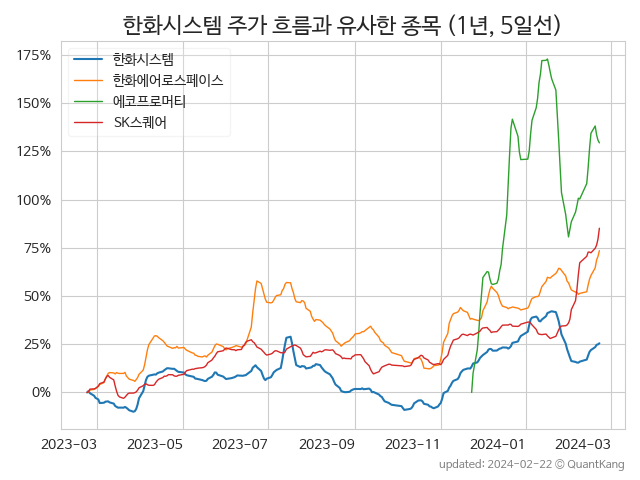 한화시스템 주가 흐름과 유사한 종목 (1년, 5일선)
175%
150%
125%
100%
75%
50%
25%
0%
한화시스템
한화에어로스페이스
에코프로머티
SK스퀘어
2023-03
2023-05
2023-07
2023-09
2023-11
2024-01
2024-03
updated: 2024-02-22 © QuantKang